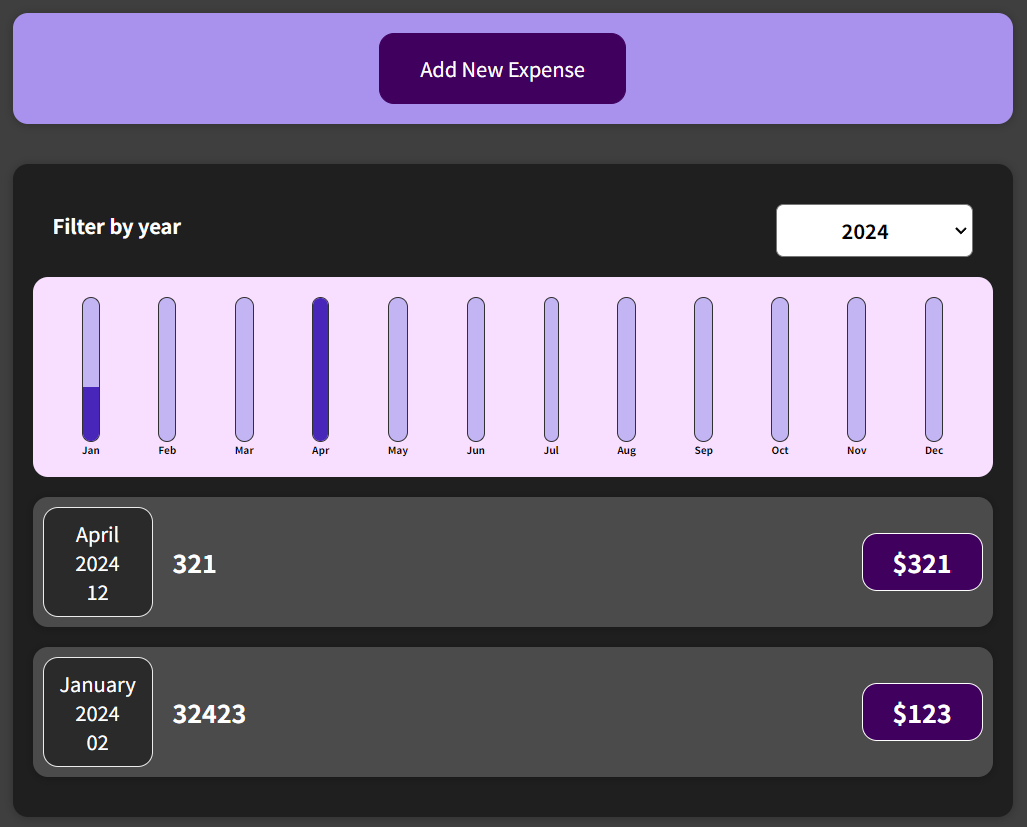 Add New Expense
Filter by year
2024
Jan Feb Mar Apr May Jun Jul Aug Sep Oct Nov Dec
April
2024
12
321
$321
January
2024
02
32423
$123